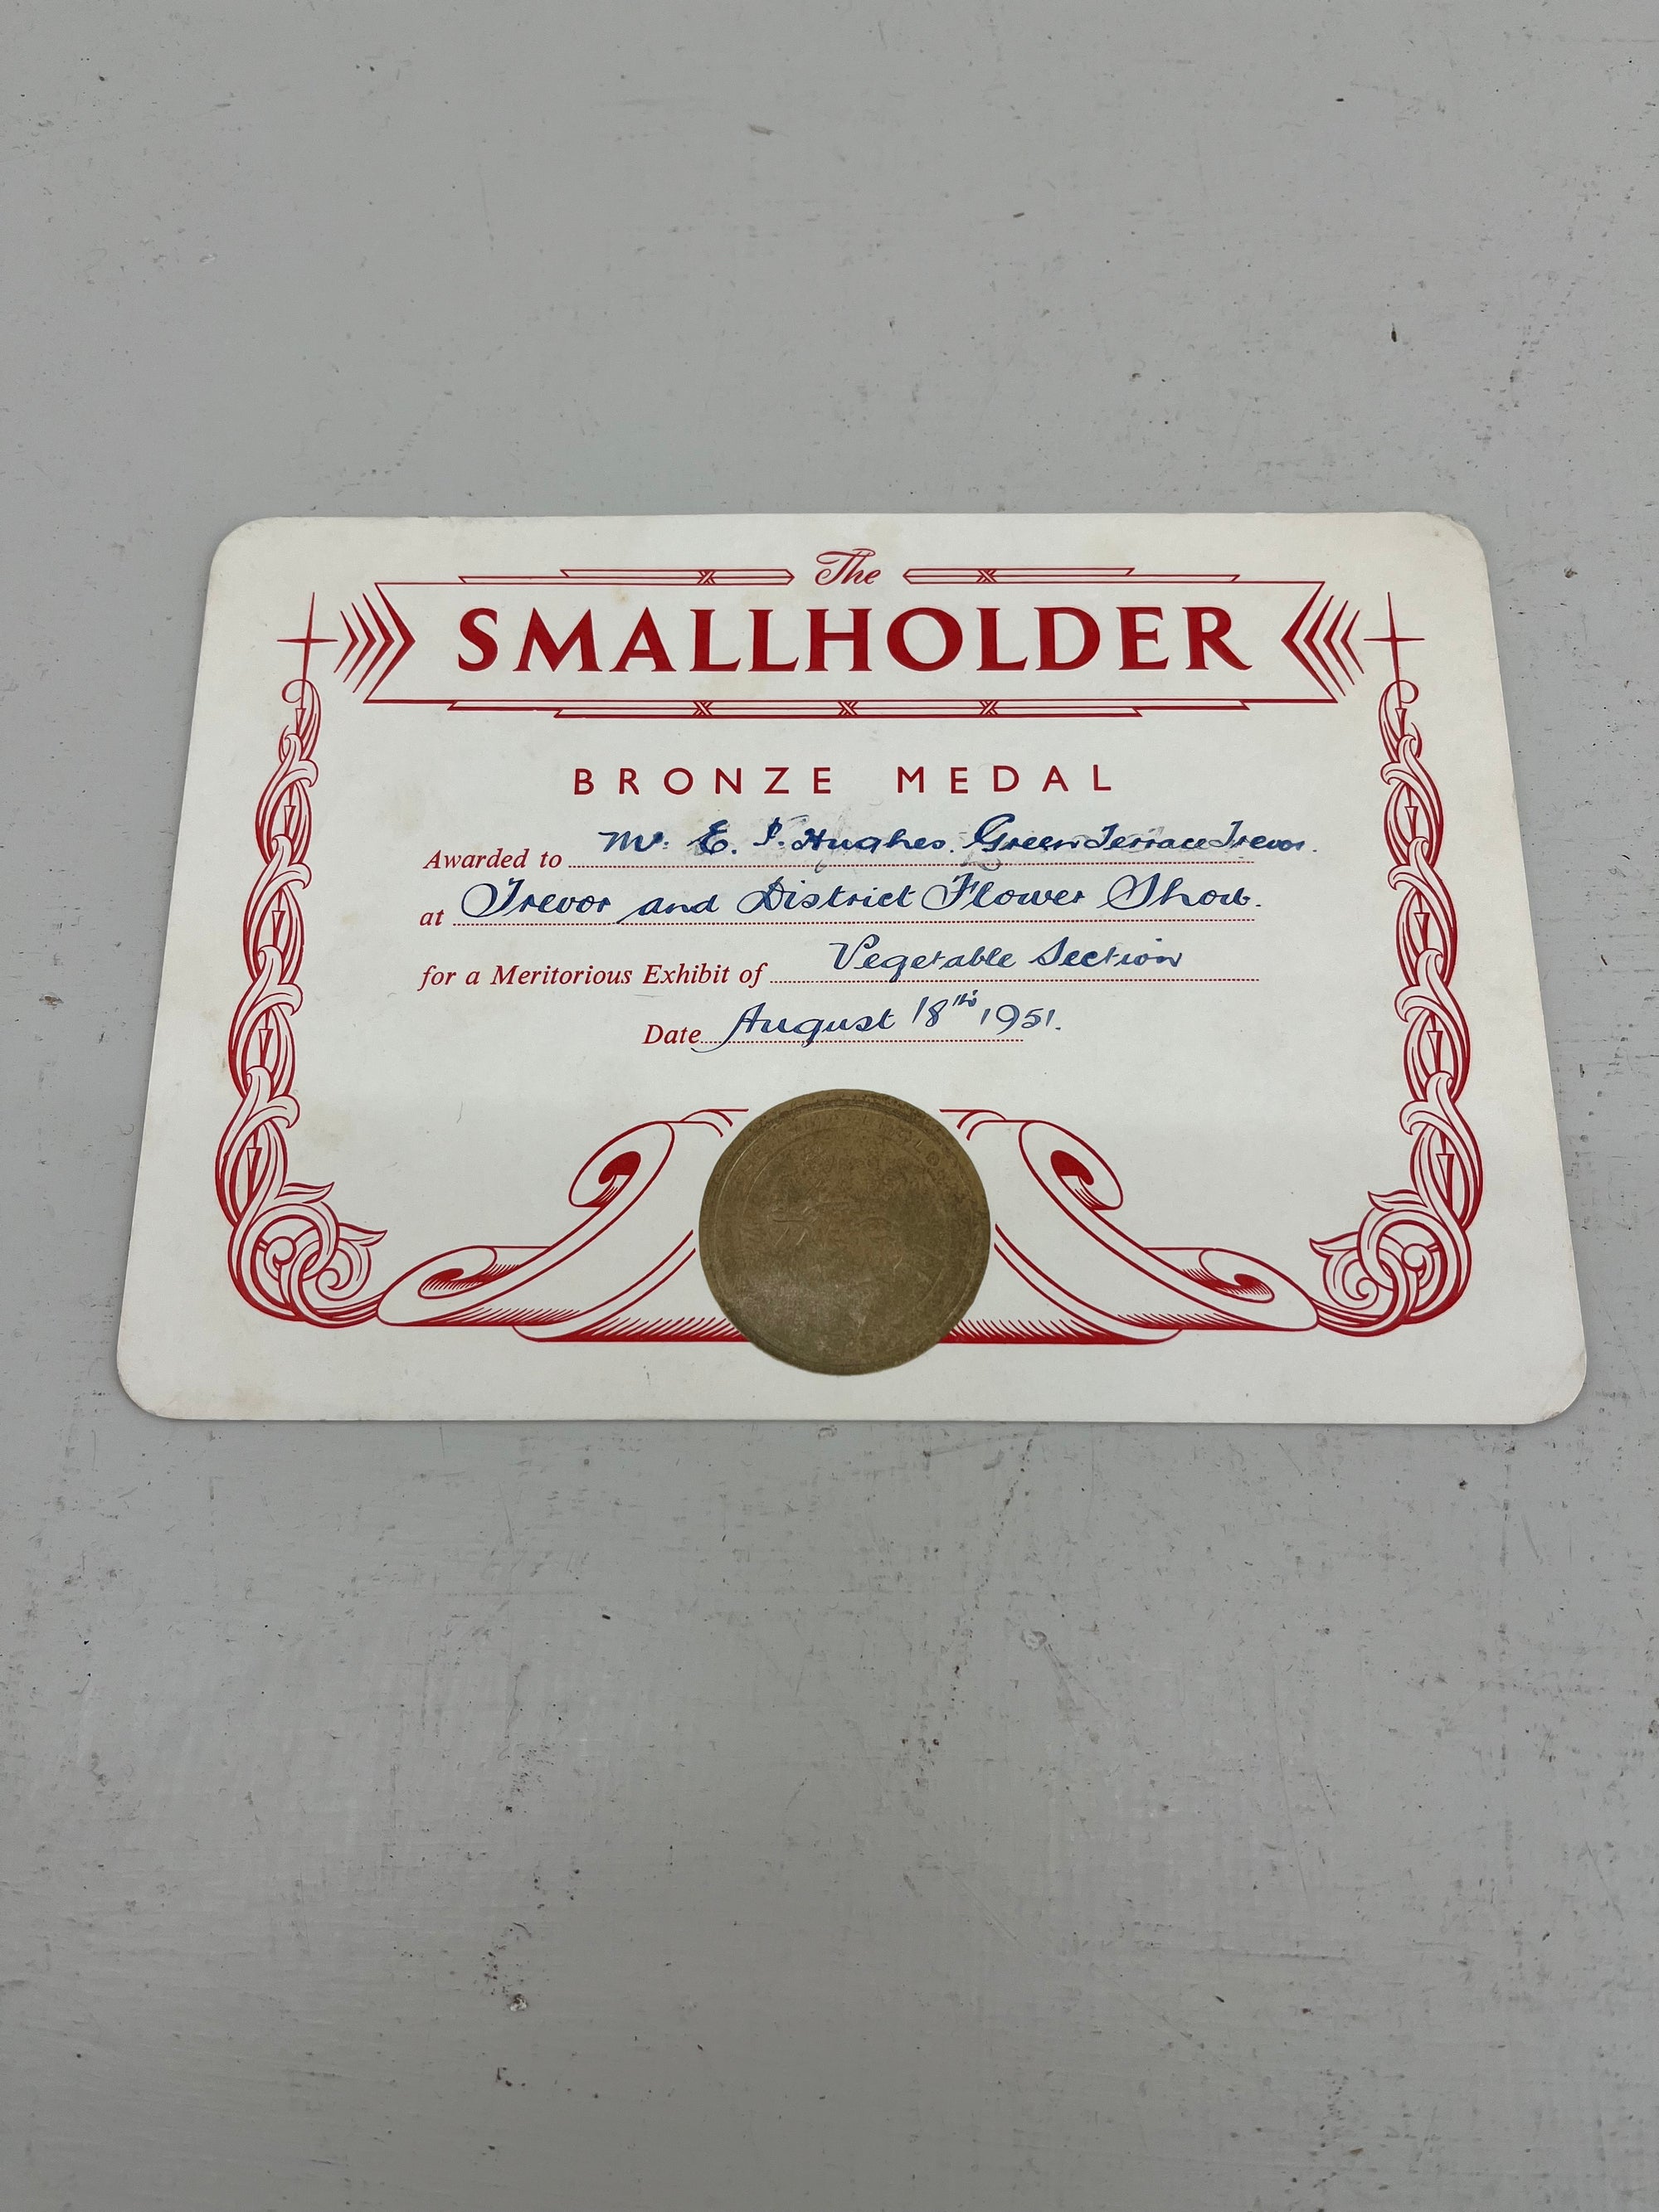 The
SMALLHOLDER
BRONZE MEDAL
Awarded to Mr. E. P. Hughes. Green Terrace Trevor.
at Trevor and District Flower Show.
for a Meritorious Exhibit of Vegetable Section
Date August 18th 1951.